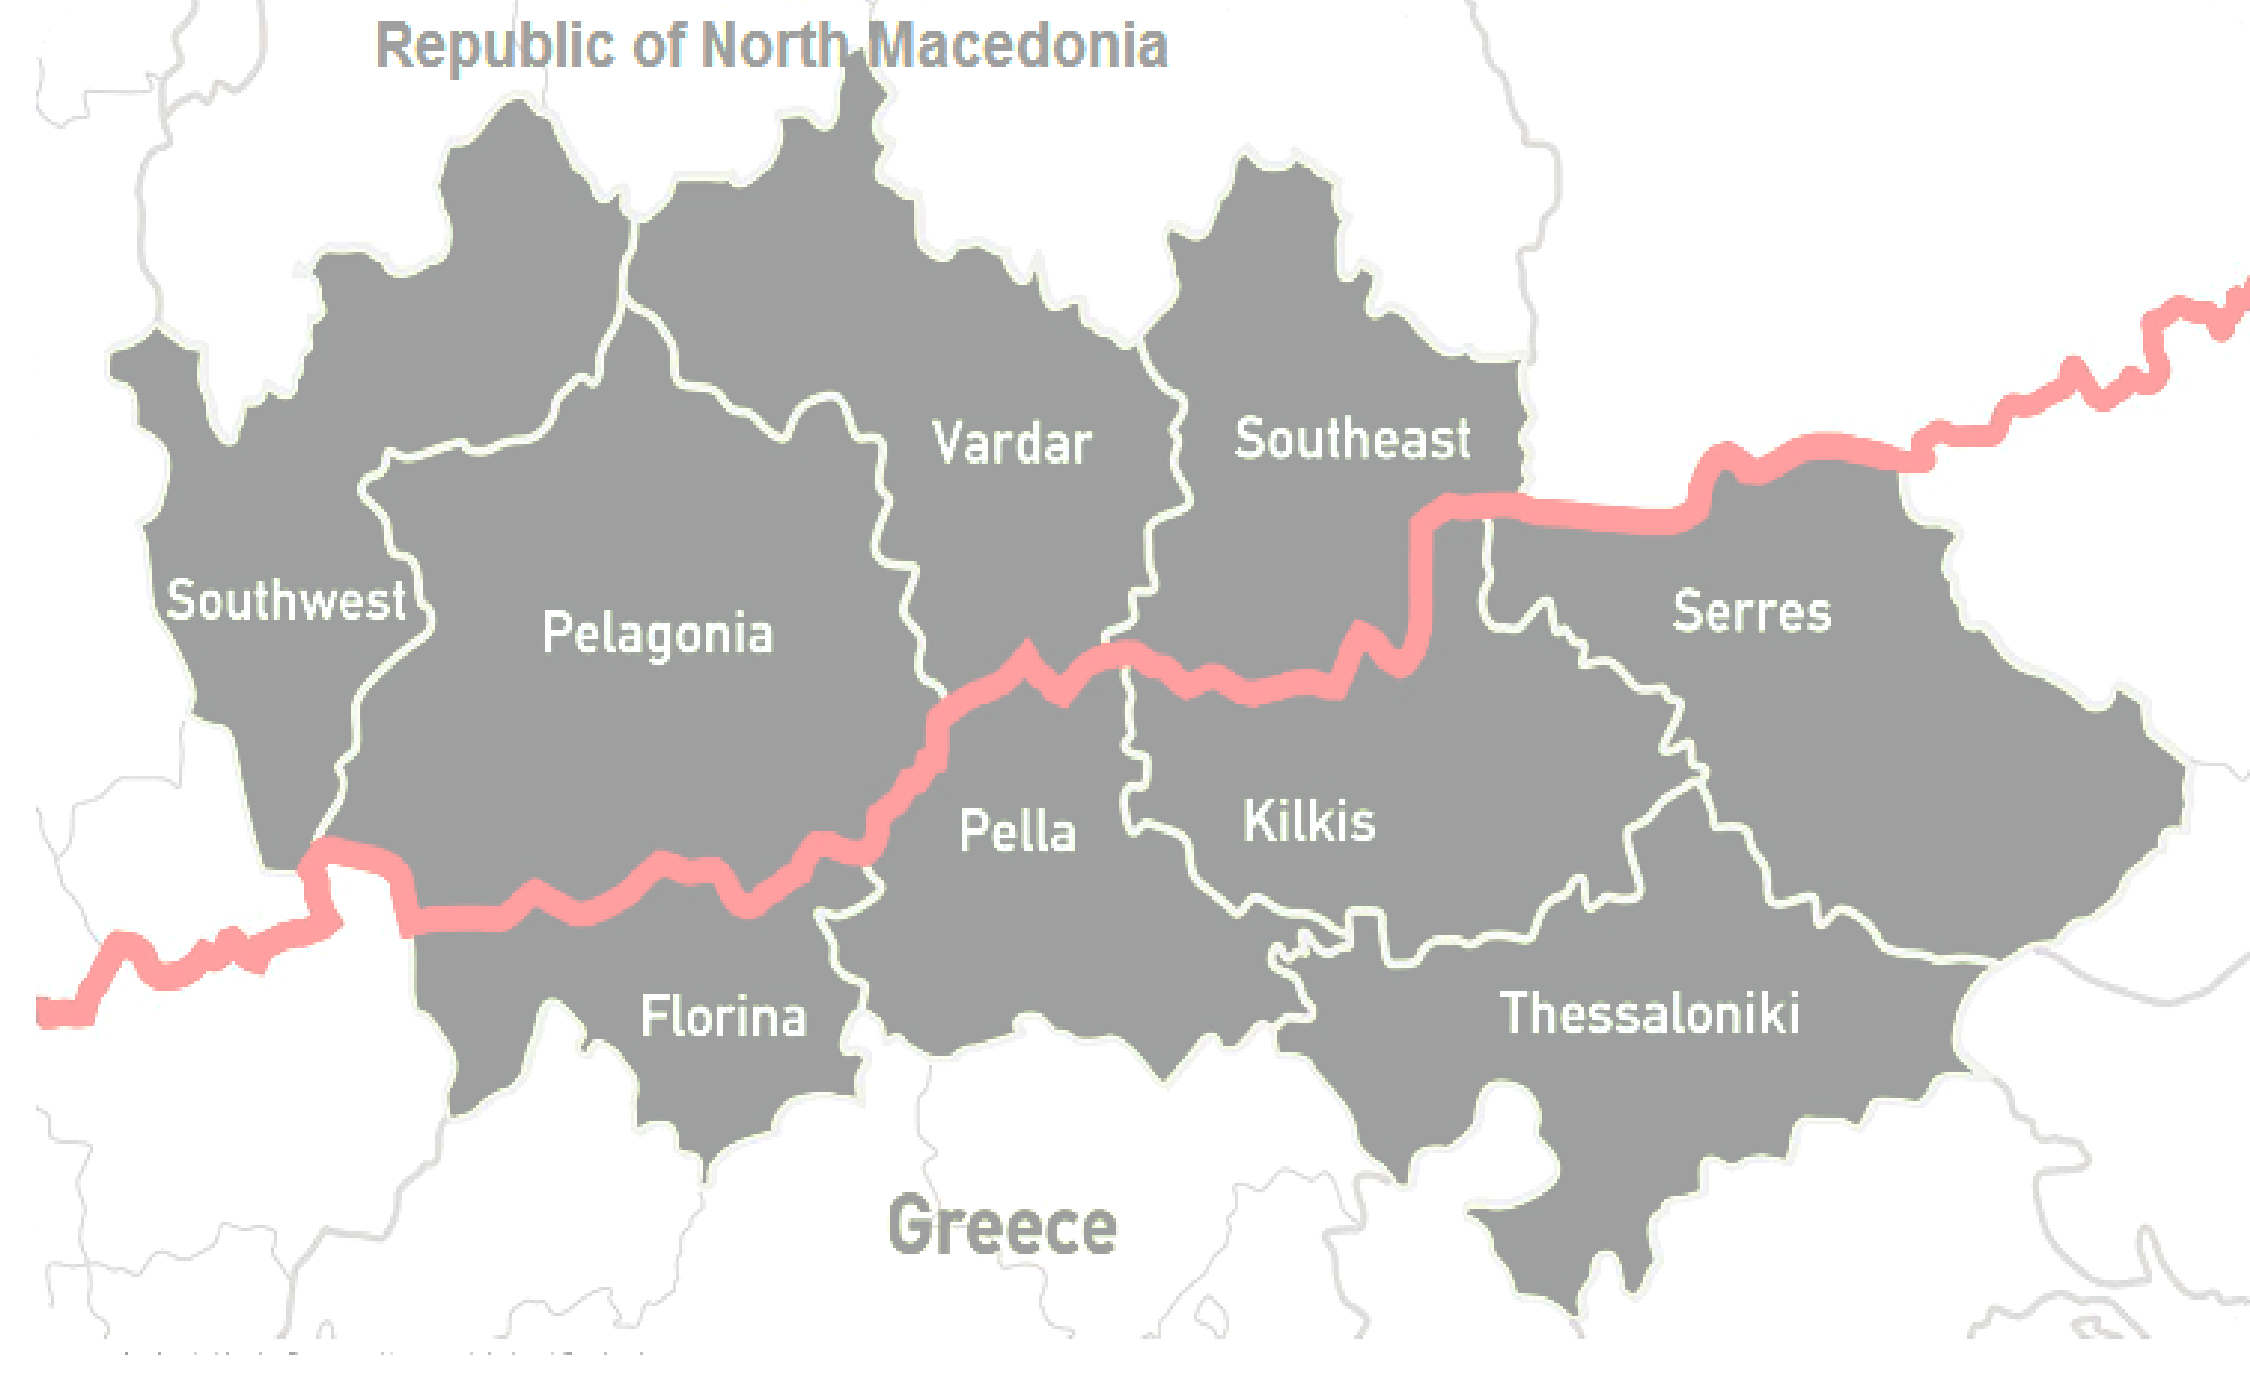 Republic of North Macedonia
Vardar
Southeast
Southwest
Pelagonia
Serres
Pella
Kilkis
Florina
Thessaloniki
Greece